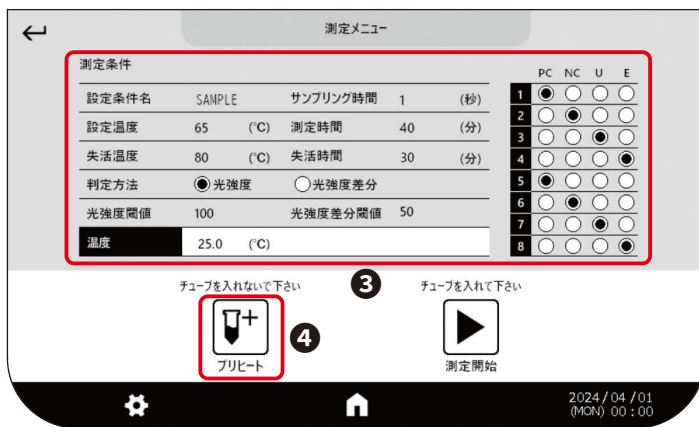 測定メニュー
測定条件
PC NC U E
設定条件名 SAMPLE サンプリング時間 1 (秒)
設定温度 65 (℃) 測定時間 40 (分)
失活温度 80 (℃) 失活時間 30 (分)
判定方法 光強度 光強度差分
光強度閾値 100 光強度差分閾値 50
温度 25.0 (℃)
1
2
3
4
5
6
7
8
チューブを入れないで下さい ❸ チューブを入れて下さい
❹
プリヒート 測定開始
2024/04/01
(MON) 00:00